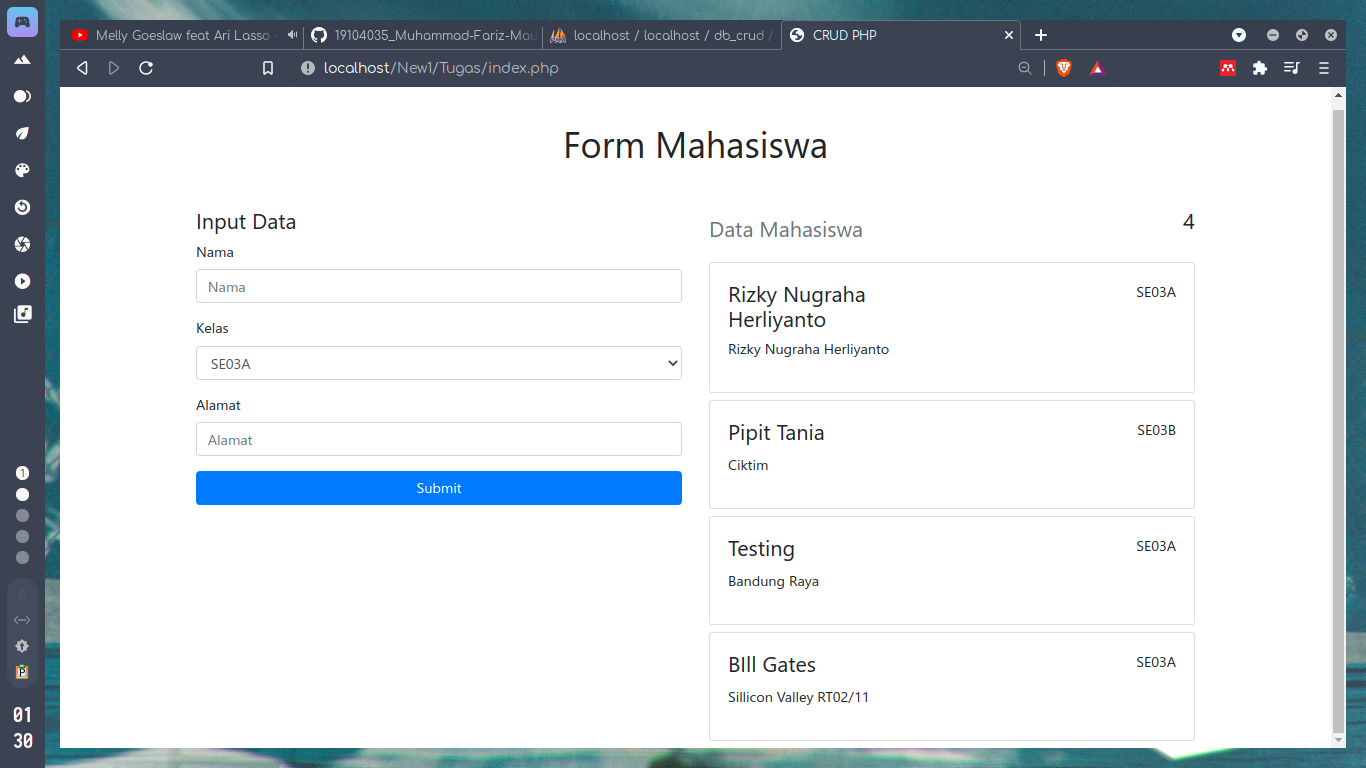 Melly Goeslaw feat Ari Lasso -
19104035_Muhammad-Fariz-Mau
localhost / localhost / db_crud /
CRUD PHP
localhost/New1/Tugas/index.php
Form Mahasiswa
Input Data
Nama
Nama
Kelas
SE03A
Alamat
Alamat
Submit
Data Mahasiswa
4
Rizky Nugraha
Herliyanto
SE03A
Rizky Nugraha Herliyanto
Pipit Tania
SE03B
Ciktim
Testing
SE03A
Bandung Raya
BIll Gates
SE03A
Sillicon Valley RT02/11
1
P
01
30